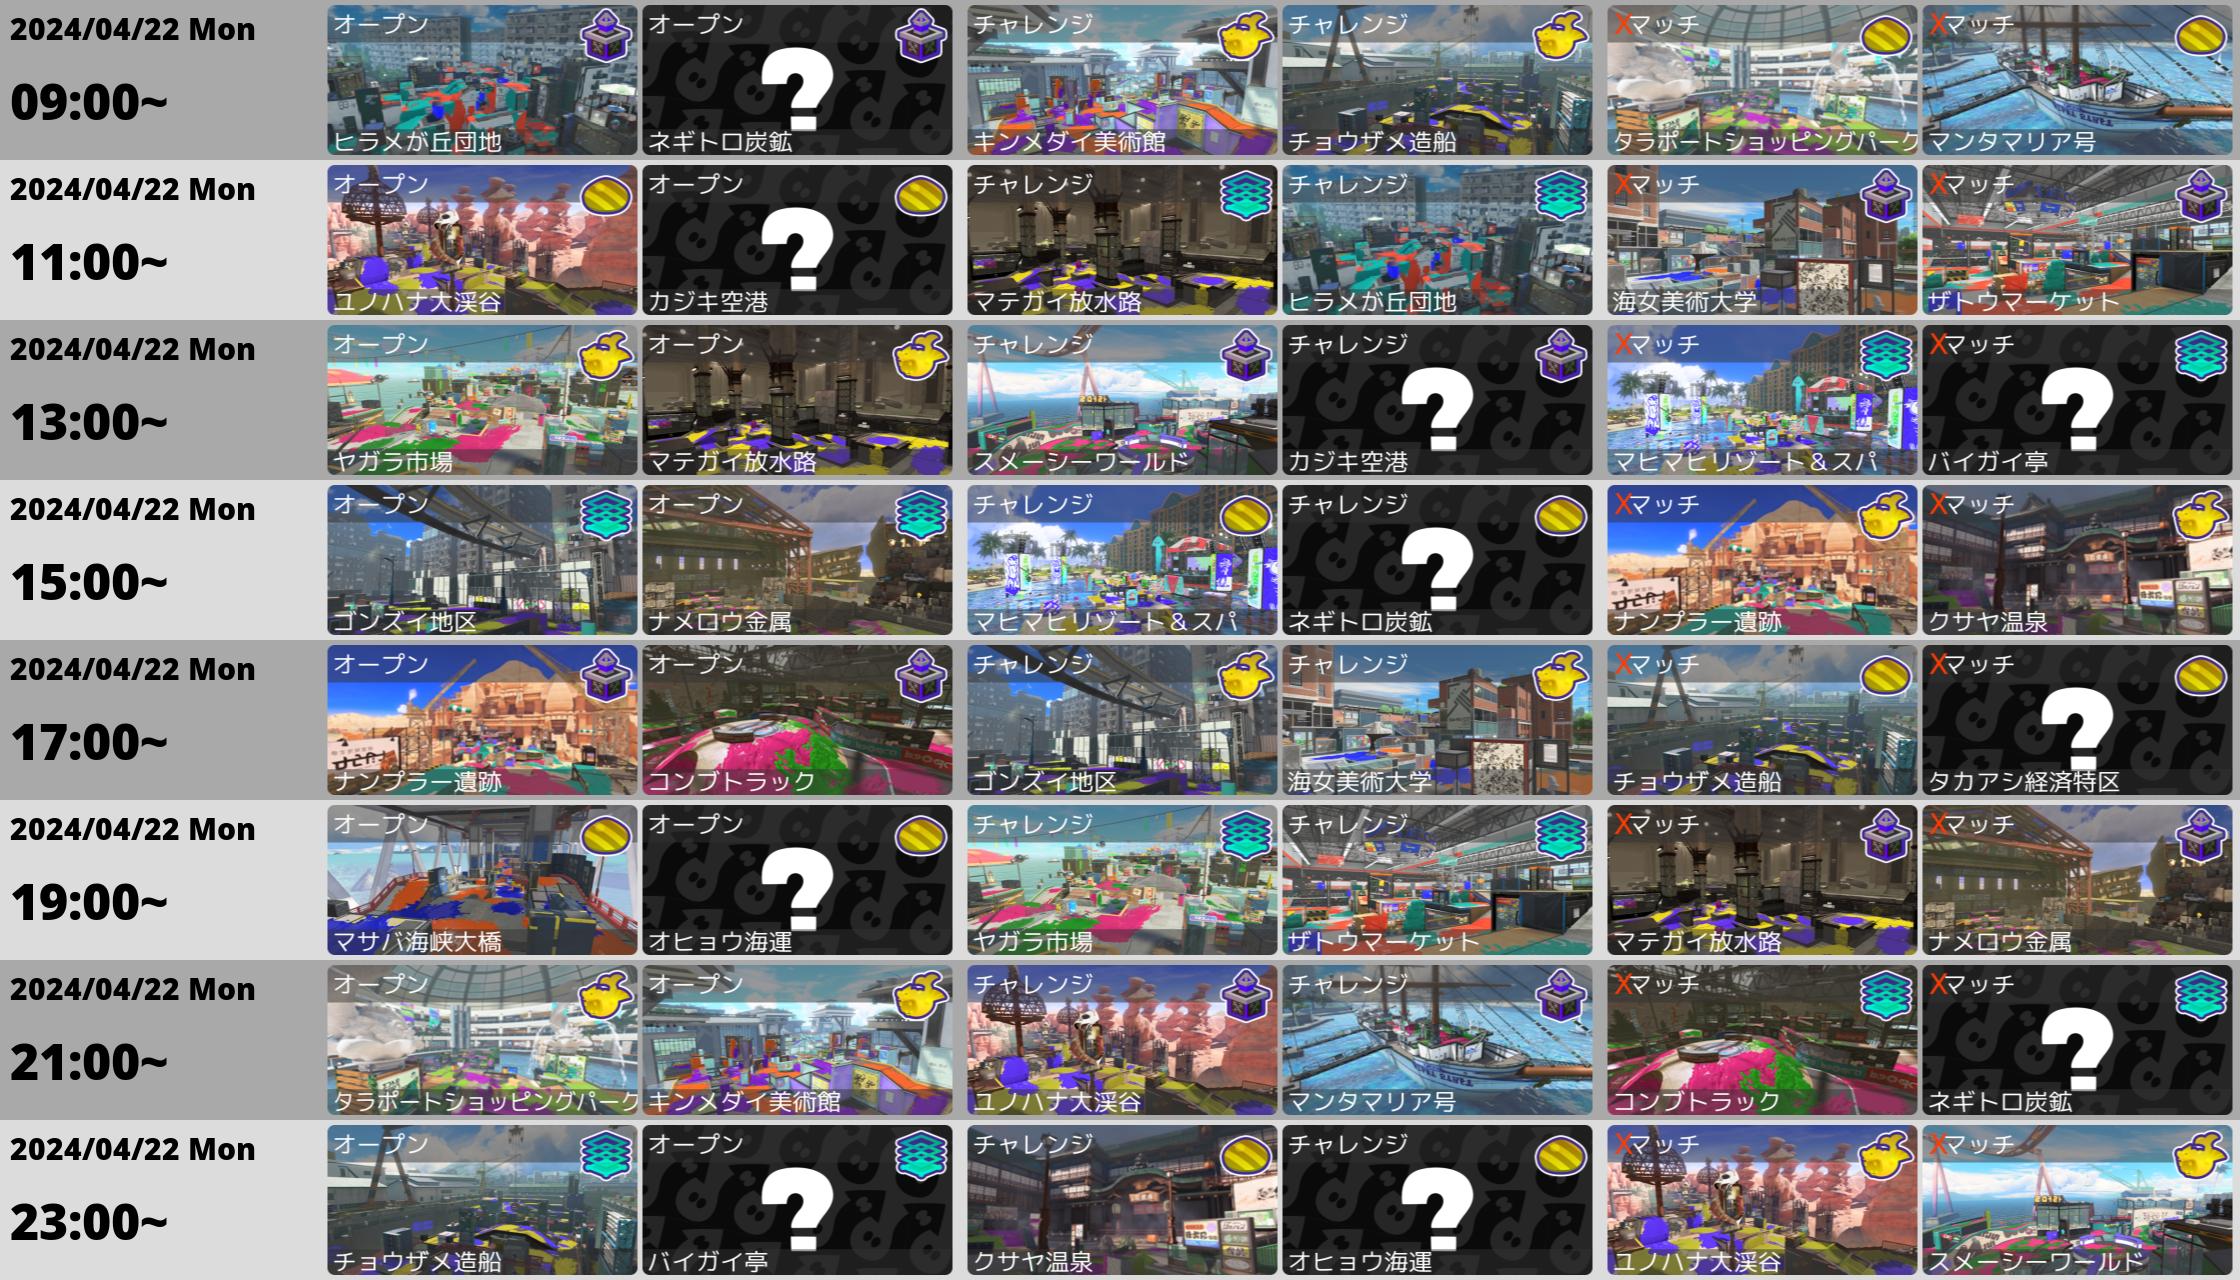 2024/04/22 Mon
09:00~
オープン
ヒラメが丘団地
オープン
ネギトロ炭鉱
チャレンジ
キンメダイ美術館
チャレンジ
チョウザメ造船
Xマッチ
タラポートショッピングパーク
Xマッチ
マンタマリア号
2024/04/22 Mon
11:00~
オープン
ユノハナ大渓谷
オープン
カジキ空港
チャレンジ
マテガイ放水路
チャレンジ
ヒラメが丘団地
Xマッチ
海女美術大学
Xマッチ
ザトウマーケット
2024/04/22 Mon
13:00~
オープン
ヤガラ市場
オープン
マテガイ放水路
チャレンジ
スメーシーワールド
チャレンジ
カジキ空港
Xマッチ
マヒマヒリゾート&スパ
Xマッチ
バイガイ亭
2024/04/22 Mon
15:00~
オープン
ゴンズイ地区
オープン
ナメロウ金属
チャレンジ
マヒマヒリゾート&スパ
チャレンジ
ネギトロ炭鉱
Xマッチ
ナンプラー遺跡
Xマッチ
クサヤ温泉
2024/04/22 Mon
17:00~
オープン
ナンプラー遺跡
オープン
コンブトラック
チャレンジ
ゴンズイ地区
チャレンジ
海女美術大学
Xマッチ
チョウザメ造船
Xマッチ
タカアシ経済特区
2024/04/22 Mon
19:00~
オープン
マサバ海峡大橋
オープン
オヒョウ海運
チャレンジ
ヤガラ市場
チャレンジ
ザトウマーケット
Xマッチ
マテガイ放水路
Xマッチ
ナメロウ金属
2024/04/22 Mon
21:00~
オープン
タラポートショッピングパーク
オープン
キンメダイ美術館
チャレンジ
ユノハナ大渓谷
チャレンジ
マンタマリア号
Xマッチ
コンブトラック
Xマッチ
ネギトロ炭鉱
2024/04/22 Mon
23:00~
オープン
チョウザメ造船
オープン
バイガイ亭
チャレンジ
クサヤ温泉
チャレンジ
オヒョウ海運
Xマッチ
ユノハナ大渓谷
Xマッチ
スメーシーワールド